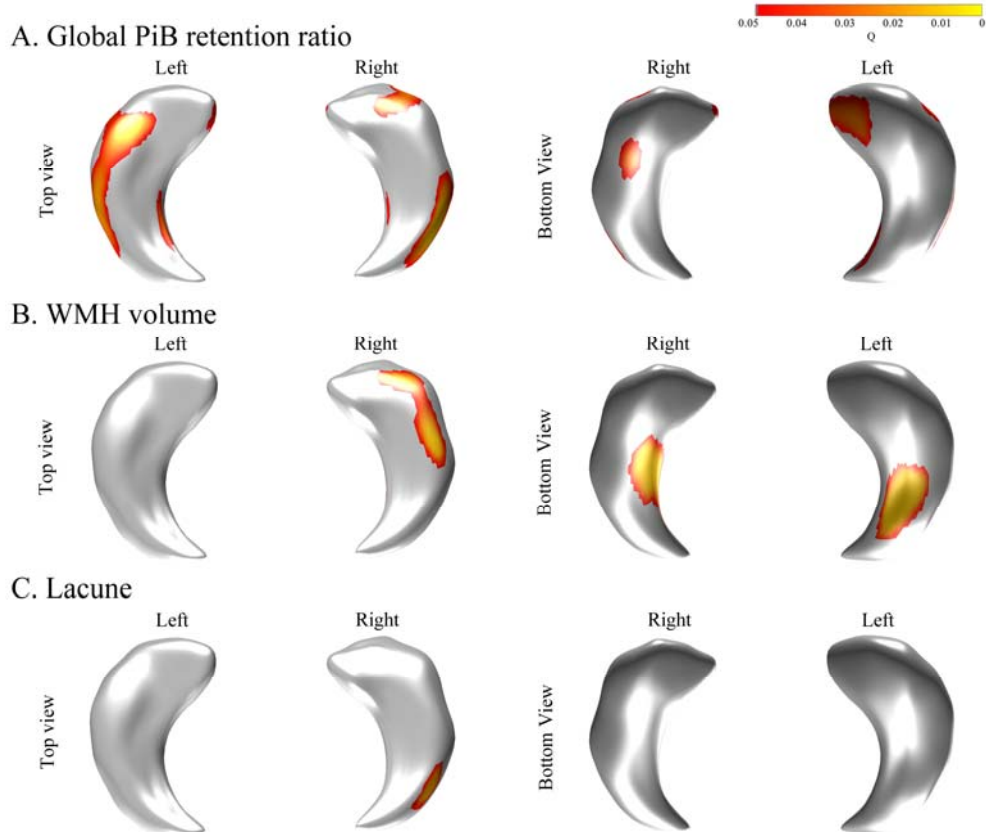 0.05 0.04 0.03 0.02 0.01 0
Q
A. Global PiB retention ratio
Left Right Right Left
Top view
Bottom View
B. WMH volume
Left Right Right Left
Top view
Bottom View
C. Lacune
Left Right Right Left
Top view
Bottom View